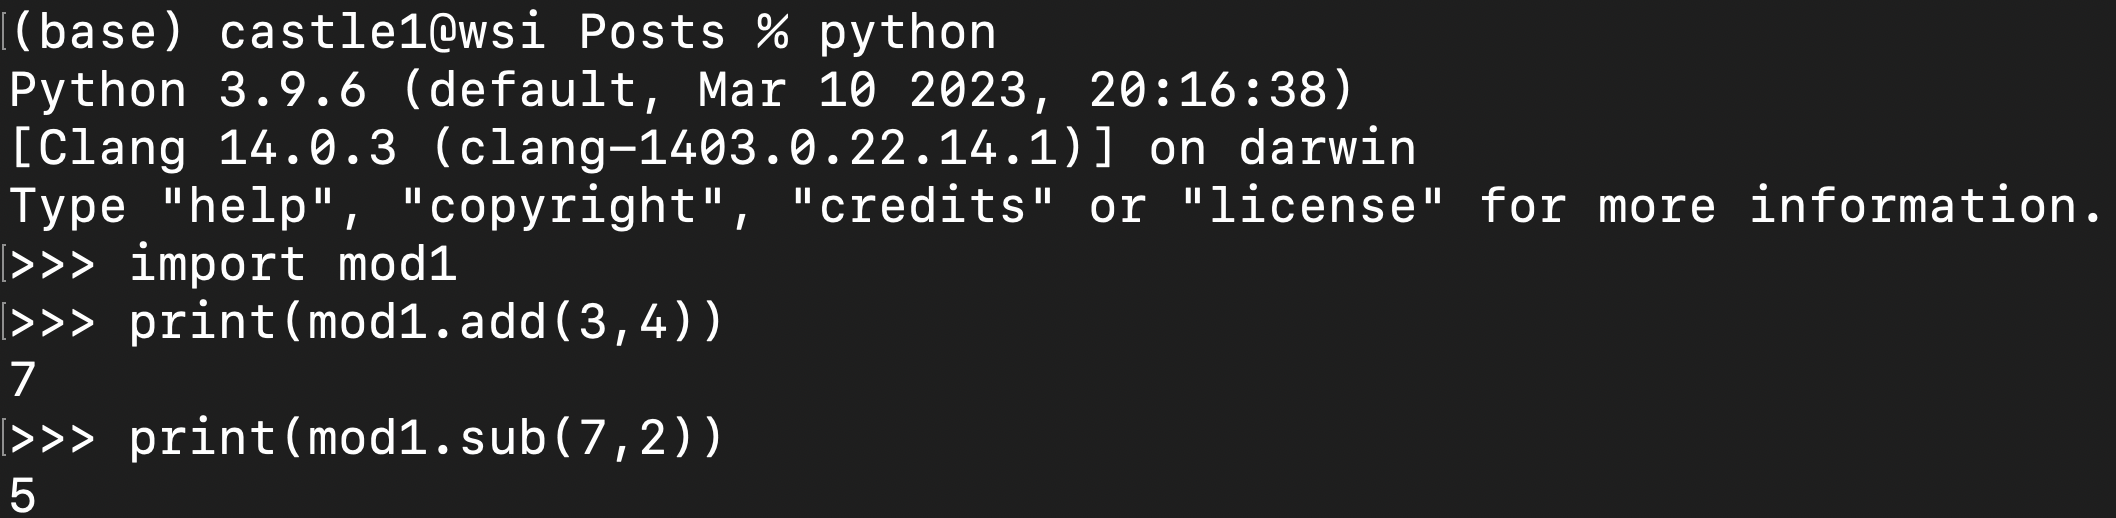 (base) castle1@wsi Posts % python
Python 3.9.6 (default, Mar 10 2023, 20:16:38)
[Clang 14.0.3 (clang-1403.0.22.14.1)] on darwin
Type "help", "copyright", "credits" or "license" for more information.
>>> import mod1
>>> print(mod1.add(3,4))
7
>>> print(mod1.sub(7,2))
5